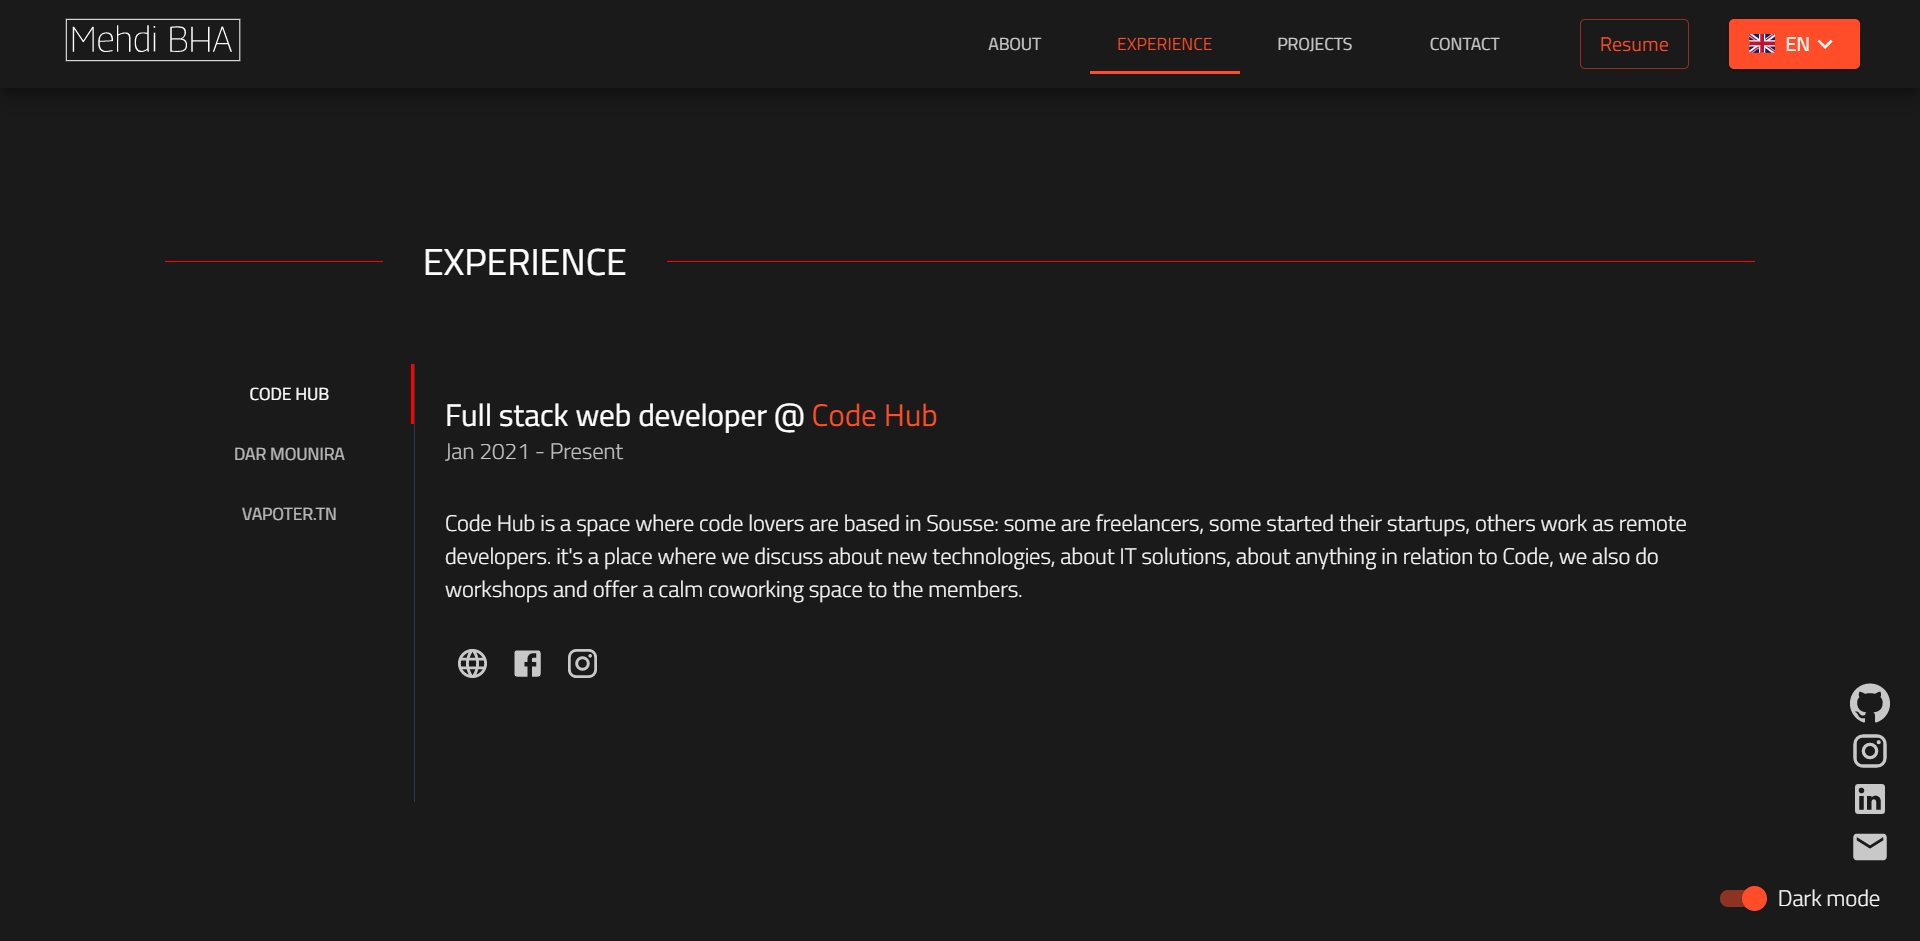 Mehdi BHA
ABOUT
EXPERIENCE
PROJECTS
CONTACT
Resume
EN
EXPERIENCE
CODE HUB
DAR MOUNIRA
VAPOTER.TN
Full stack web developer @ Code Hub
Jan 2021 - Present
Code Hub is a space where code lovers are based in Sousse: some are freelancers, some started their startups, others work as remote
developers. it's a place where we discuss about new technologies, about IT solutions, about anything in relation to Code, we also do
workshops and offer a calm coworking space to the members.
Dark mode